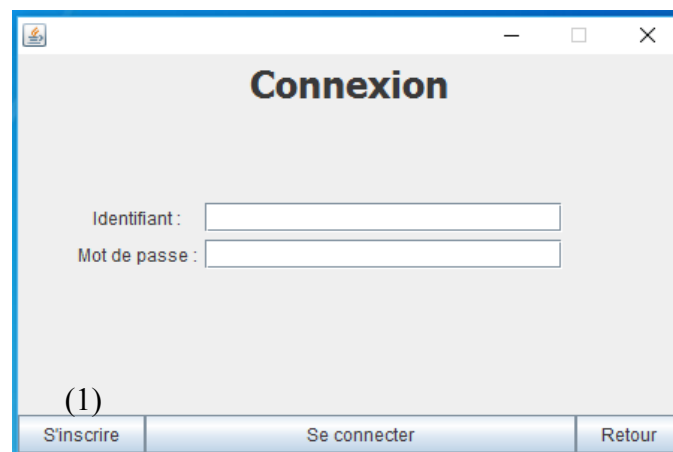 Connexion
Identifiant :
Mot de passe :
(1)
S'inscrire Se connecter Retour